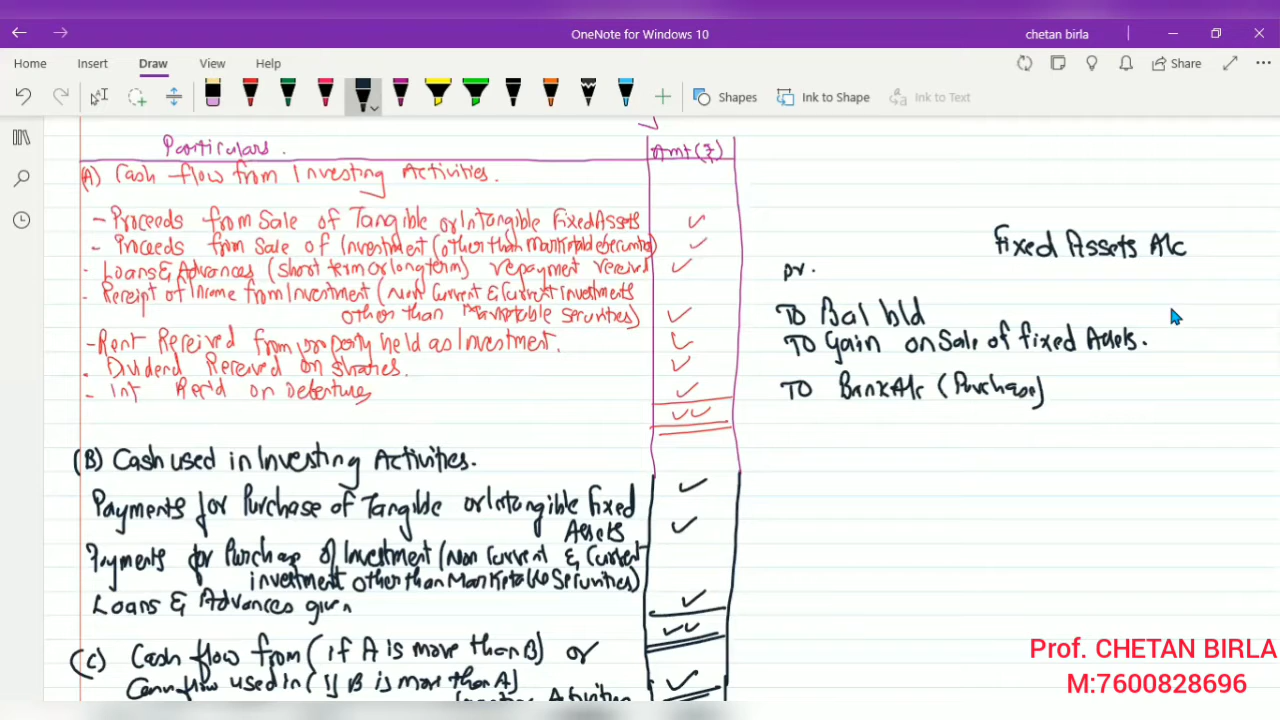 OneNote for Windows 10
chetan birla
Home Insert Draw View Help
Share
Shapes
Ink to Shape
Ink to Text
Particulars.
Amt(₹)
(A) Cash flow from Investing Activities.
- Proceeds from Sale of Tangible or Intangible Fixed Assets
- Proceeds from Sale of Investment (other than Marketable Securities)
- Loans & Advances (short term or long term) repayment received
- Receipt of Income from Investment (Non Current & Current Investments
other than Marketable Securities)
- Rent Received from property held as Investment.
- Dividend Received on Shares.
- Int Rec'd on Debentures
(B) Cash used in Investing Activities.
Payments for Purchase of Tangible or Intangible Fixed
Assets
Payments for Purchase of Investment (Non Current & Current
investment other than Marketable Securities)
Loans & Advances given
(C) Cash flow from (if A is more than B) or
Cash flow used in (if B is more than A)
Activities
Fixed Assets A/c
Dr.
To Bal b/d
To Gain on Sale of fixed Assets.
To Bank A/c (Purchase)
Prof. CHETAN BIRLA
M:7600828696